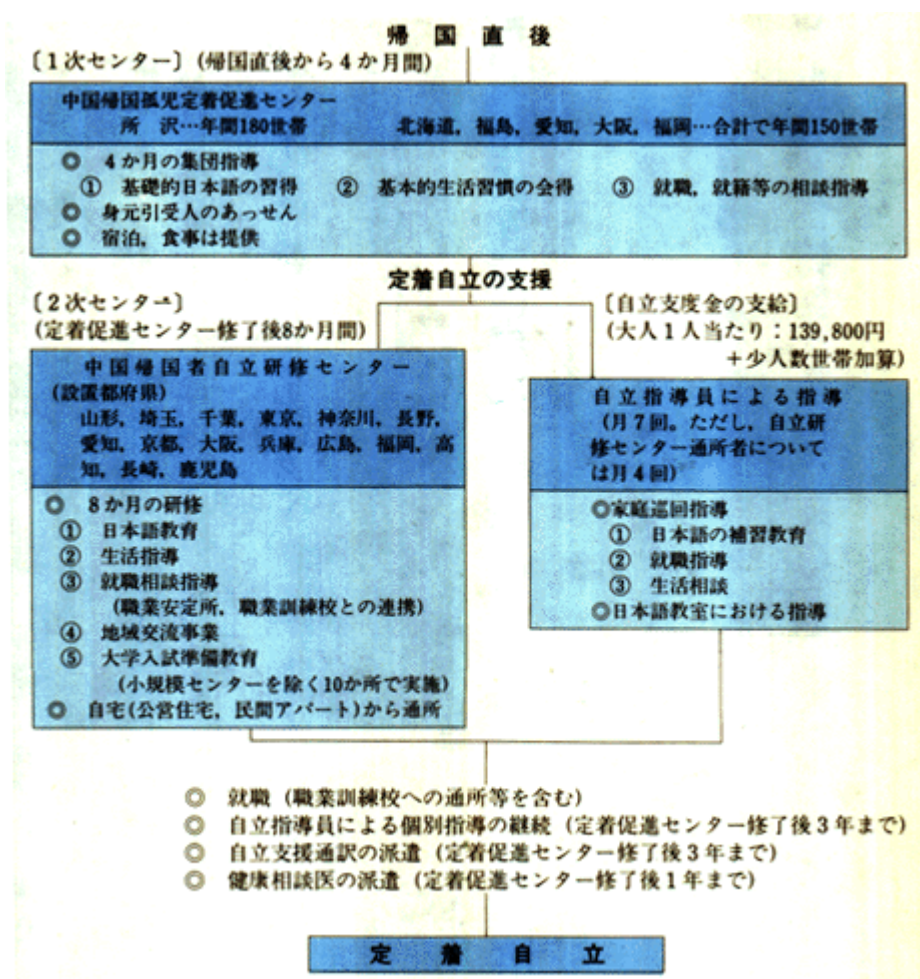 帰国直後
〔1次センター〕(帰国直後から4か月間)
中国帰国孤児定着促進センター
所 沢…年間180世帯 北海道，福島，愛知，大阪，福岡…合計で年間150世帯
◎ 4か月の集団指導
① 基礎的日本語の習得 ② 基本的生活習慣の会得 ③ 就職，就籍等の相談指導
◎ 身元引受人のあっせん
◎ 宿泊，食事は提供
定着自立の支援
〔2次センター〕
(定着促進センター修了後8か月間)
中国帰国者自立研修センター
(設置都府県)
山形，埼玉，千葉，東京，神奈川，長野，
愛知，京都，大阪，兵庫，広島，福岡，高
知，長崎，鹿児島
◎ 8か月の研修
① 日本語教育
② 生活指導
③ 就職相談指導
(職業安定所，職業訓練校との連携)
④ 地域交流事業
⑤ 大学入試準備教育
(小規模センターを除く10か所で実施)
◎ 自宅(公営住宅，民間アパート)から通所
〔自立支度金の支給〕
(大人1人当たり：139,800円
＋少人数世帯加算)
自立指導員による指導
(月7回。ただし，自立研
修センター通所者について
は月4回)
◎家庭巡回指導
① 日本語の補習教育
② 就職指導
③ 生活相談
◎日本語教室における指導
◎ 就職 (職業訓練校への通所等を含む)
◎ 自立指導員による個別指導の継続 (定着促進センター修了後3年まで)
◎ 自立支援通訳の派遣 (定着促進センター修了後3年まで)
◎ 健康相談医の派遣 (定着促進センター修了後1年まで)
定着自立